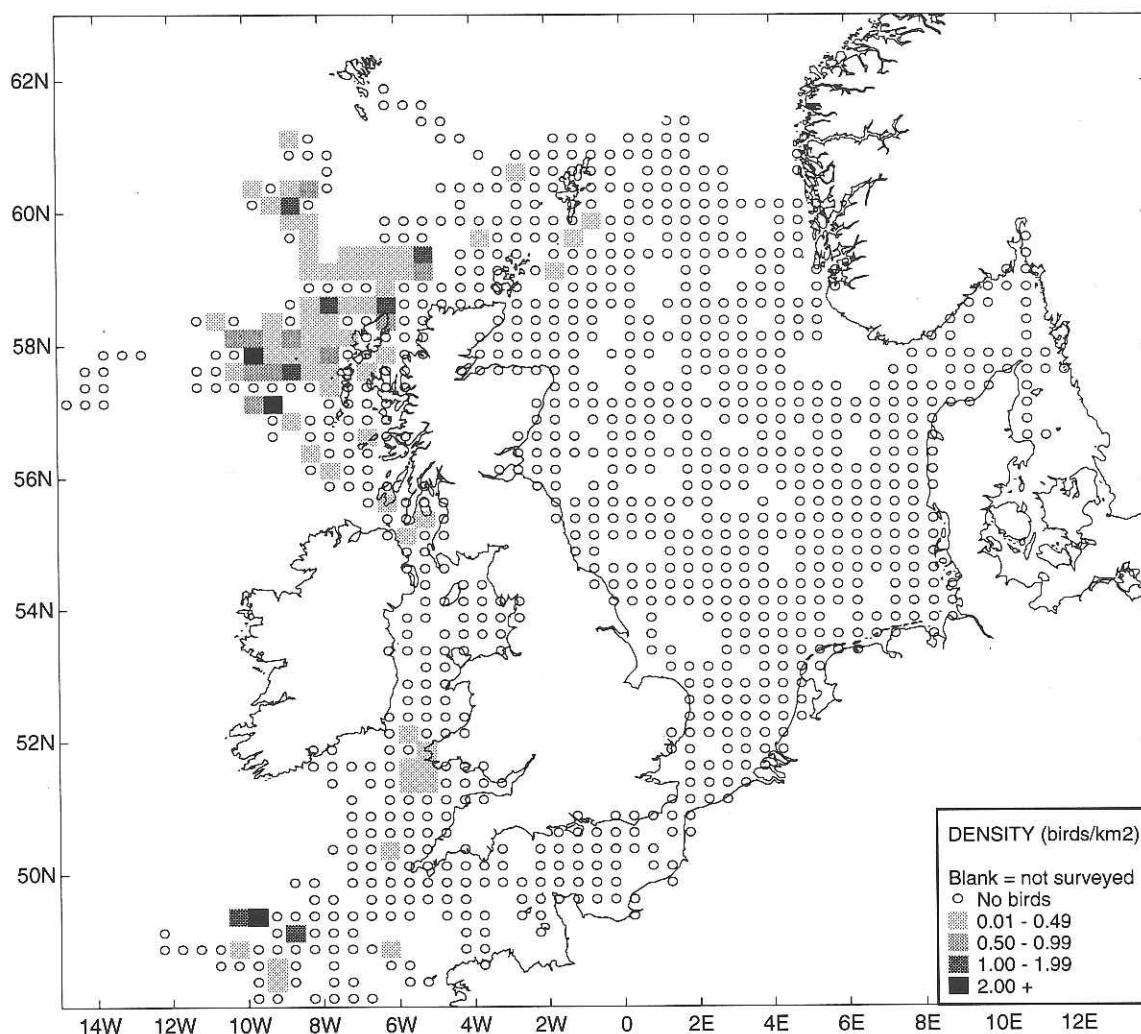 62N
60N
58N
56N
54N
52N
50N
14W 12W 10W 8W 6W 4W 2W 0 2E 4E 6E 8E 10E 12E
DENSITY (birds/km2)
Blank = not surveyed
No birds
0.01 - 0.49
0.50 - 0.99
1.00 - 1.99
2.00 +